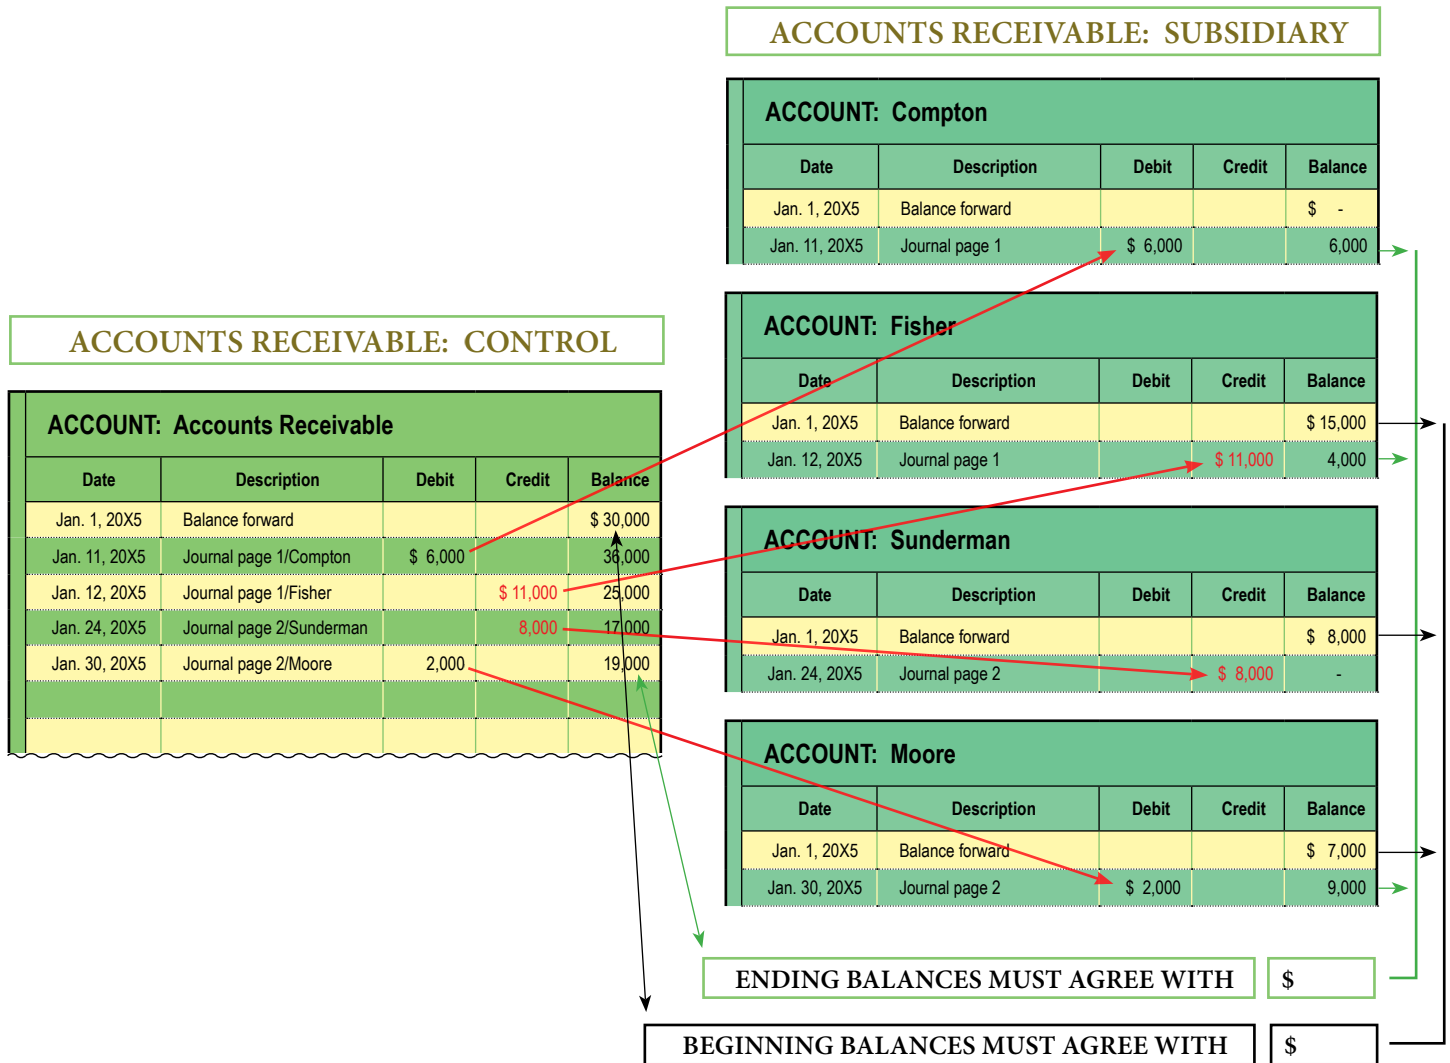 ACCOUNTS RECEIVABLE: SUBSIDIARY
ACCOUNT: Compton
Date Description Debit Credit Balance
Jan. 1, 20X5 Balance forward $ -
Jan. 11, 20X5 Journal page 1 $ 6,000 6,000
ACCOUNT: Fisher
Date Description Debit Credit Balance
Jan. 1, 20X5 Balance forward $ 15,000
Jan. 12, 20X5 Journal page 1 $ 11,000 4,000
ACCOUNT: Sunderman
Date Description Debit Credit Balance
Jan. 1, 20X5 Balance forward $ 8,000
Jan. 24, 20X5 Journal page 2 $ 8,000 -
ACCOUNT: Moore
Date Description Debit Credit Balance
Jan. 1, 20X5 Balance forward $ 7,000
Jan. 30, 20X5 Journal page 2 $ 2,000 9,000
ACCOUNTS RECEIVABLE: CONTROL
ACCOUNT: Accounts Receivable
Date Description Debit Credit Balance
Jan. 1, 20X5 Balance forward $ 30,000
Jan. 11, 20X5 Journal page 1/Compton $ 6,000 36,000
Jan. 12, 20X5 Journal page 1/Fisher $ 11,000 25,000
Jan. 24, 20X5 Journal page 2/Sunderman 8,000 17,000
Jan. 30, 20X5 Journal page 2/Moore 2,000 19,000
ENDING BALANCES MUST AGREE WITH $
BEGINNING BALANCES MUST AGREE WITH $